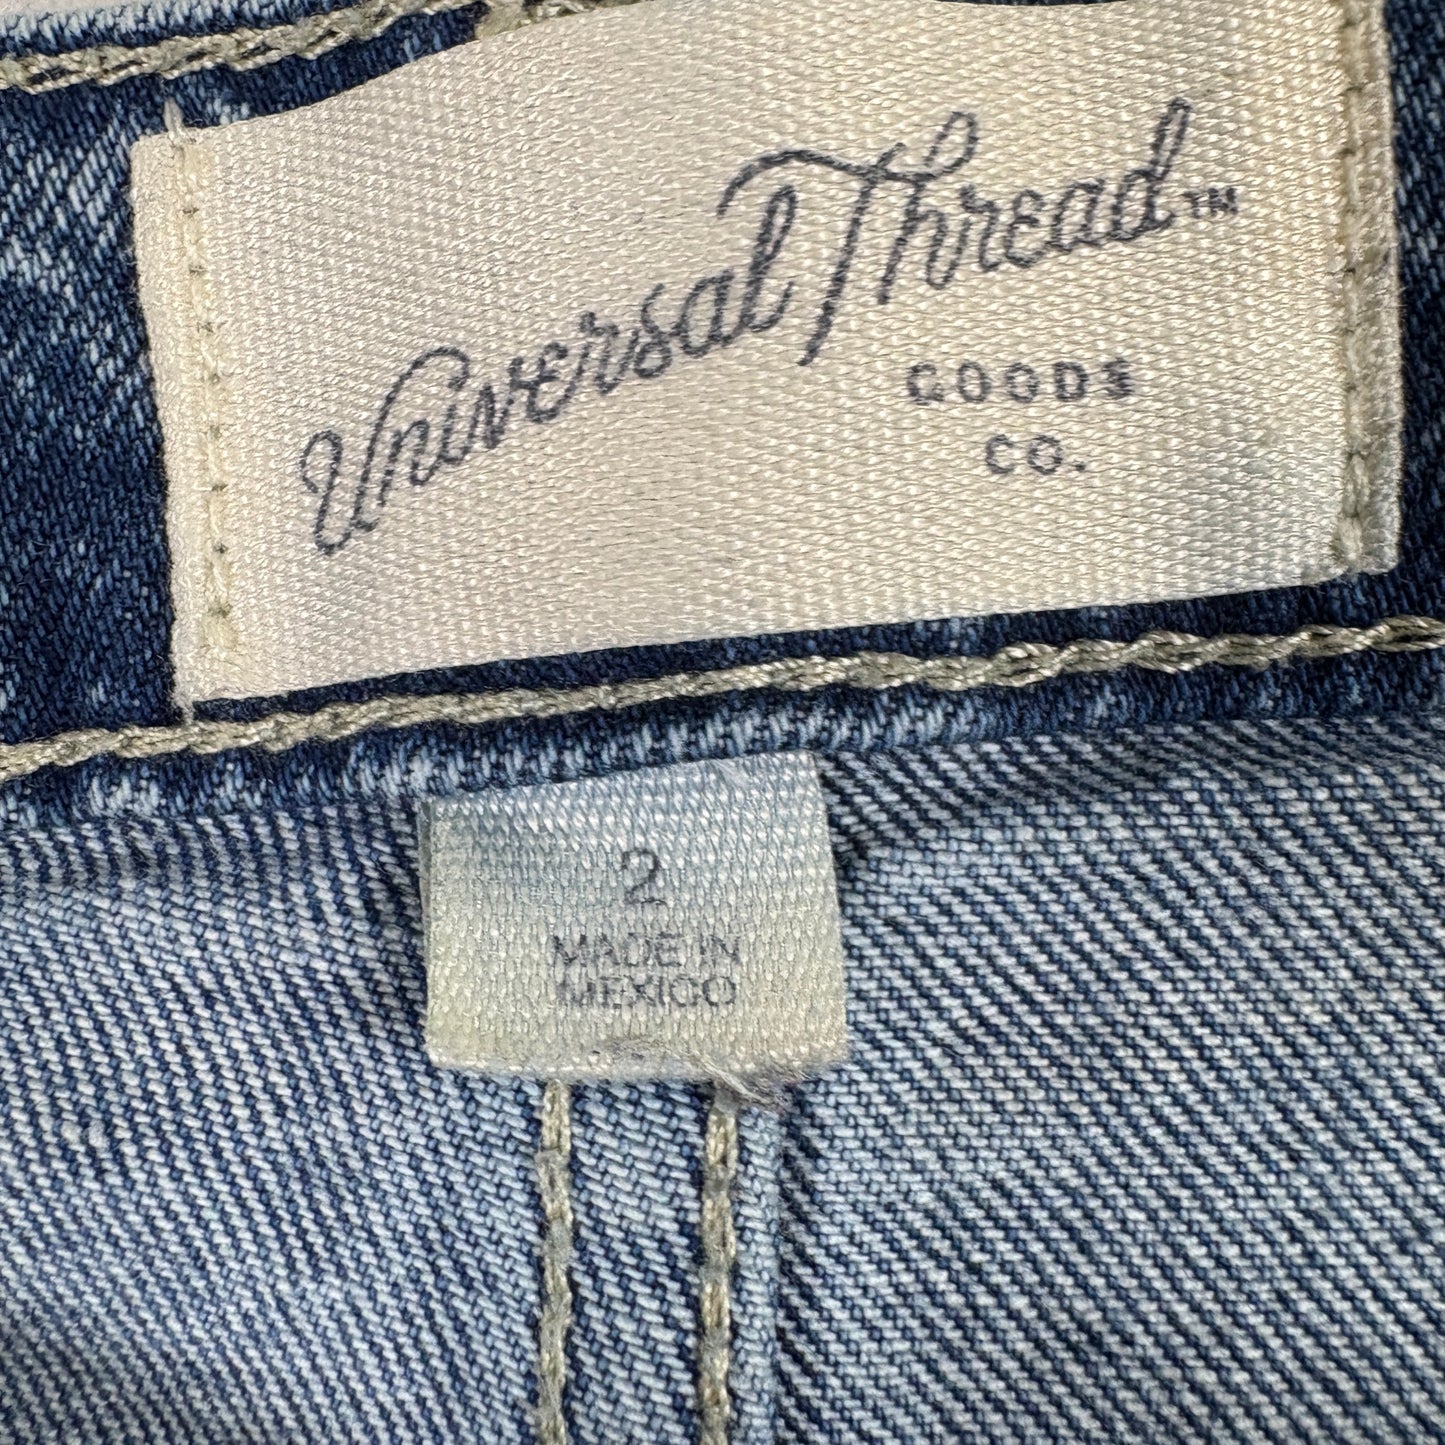 Universal Thread™
GOODS
CO.
2
MADE IN
MEXICO